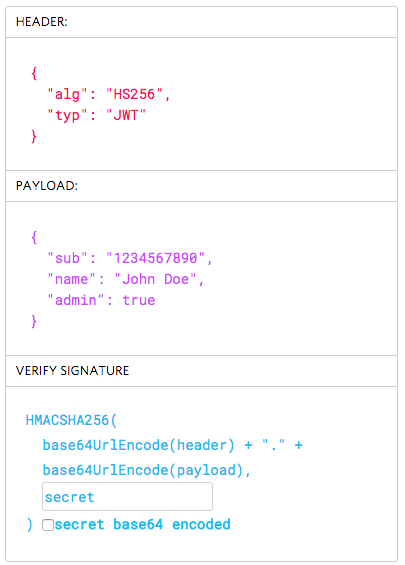 HEADER:
{
"alg": "HS256",
"typ": "JWT"
}
PAYLOAD:
{
"sub": "1234567890",
"name": "John Doe",
"admin": true
}
VERIFY SIGNATURE
HMACSHA256(
base64UrlEncode(header) + "." +
base64UrlEncode(payload),
secret
) secret base64 encoded